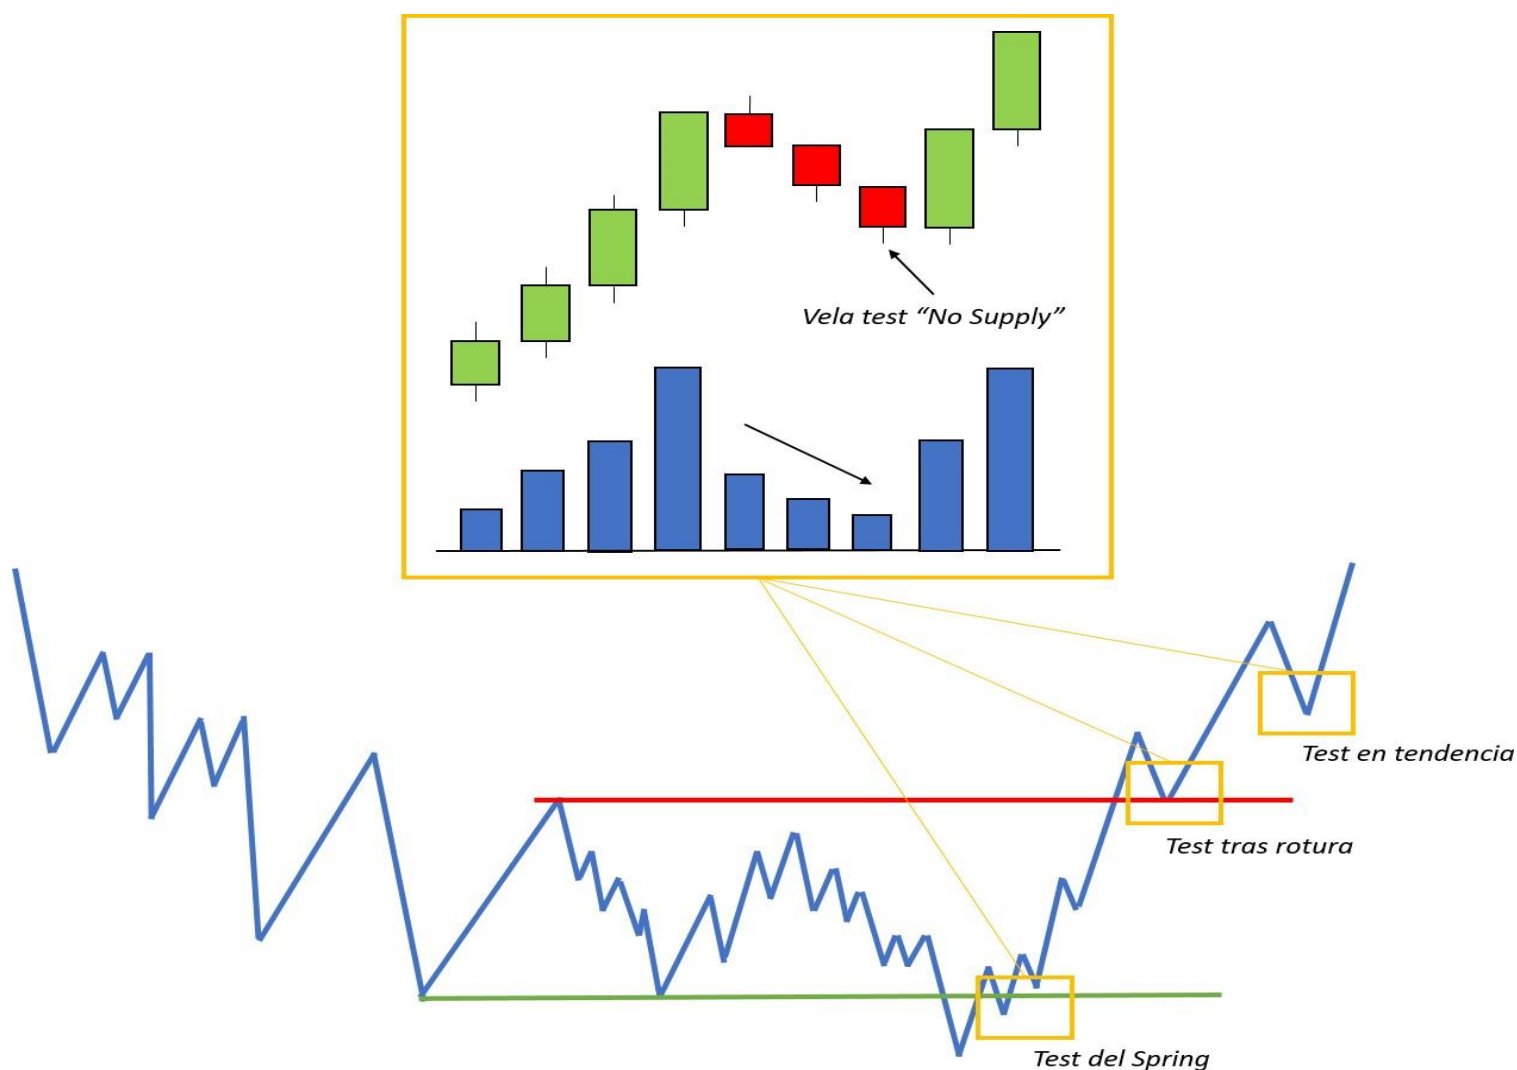 Vela test “No Supply”
Test en tendencia
Test tras rotura
Test del Spring